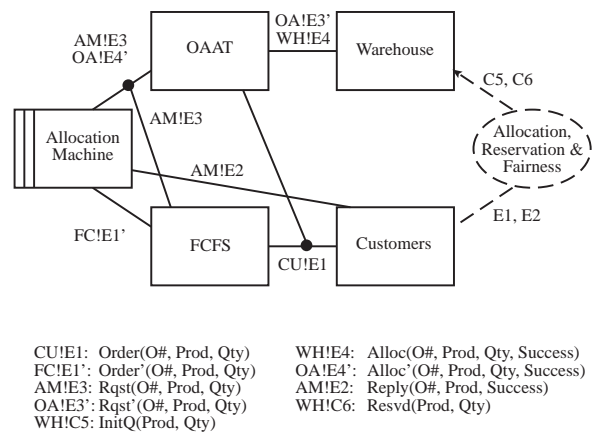 AM!E3
OA!E4’
OAAT
OA!E3’
WH!E4
Warehouse
C5, C6
Allocation
Machine
AM!E3
Allocation,
Reservation &
Fairness
AM!E2
E1, E2
FC!E1’
FCFS
CU!E1
Customers
CU!E1: Order(O#, Prod, Qty)
FC!E1’: Order’(O#, Prod, Qty)
AM!E3: Rqst(O#, Prod, Qty)
OA!E3’: Rqst’(O#, Prod, Qty)
WH!C5: InitQ(Prod, Qty)
WH!E4: Alloc(O#, Prod, Qty, Success)
OA!E4’: Alloc’(O#, Prod, Qty, Success)
AM!E2: Reply(O#, Prod, Success)
WH!C6: Resvd(Prod, Qty)